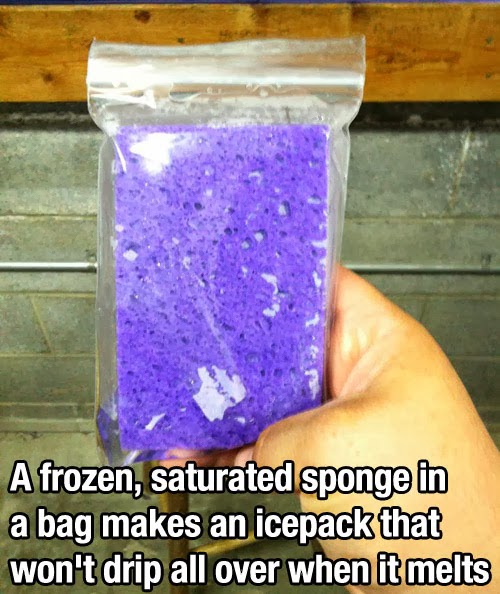 A frozen, saturated sponge in
a bag makes an icepack that
won't drip all over when it melts